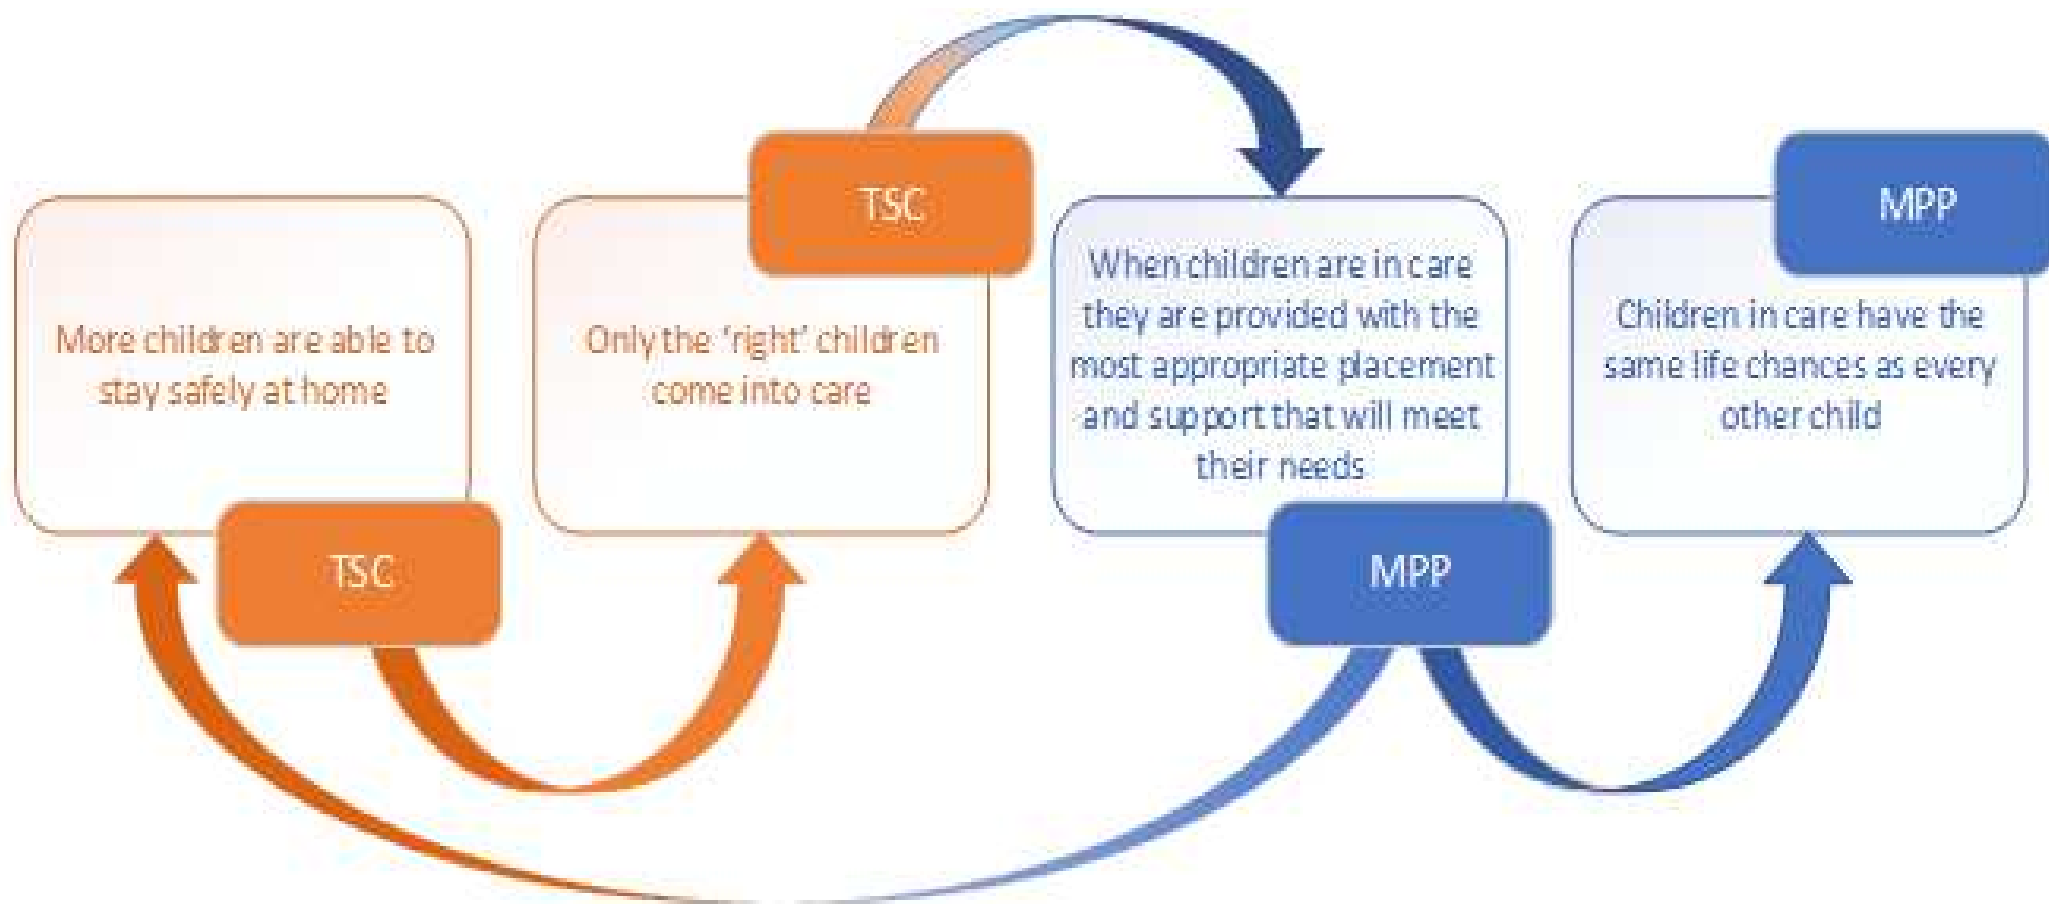 More children are able to
stay safely at home
TSC
Only the ‘right’ children
come into care
TSC
When children are in care
they are provided with the
most appropriate placement
and support that will meet
their needs
MPP
Children in care have the
same life chances as every
other child
MPP